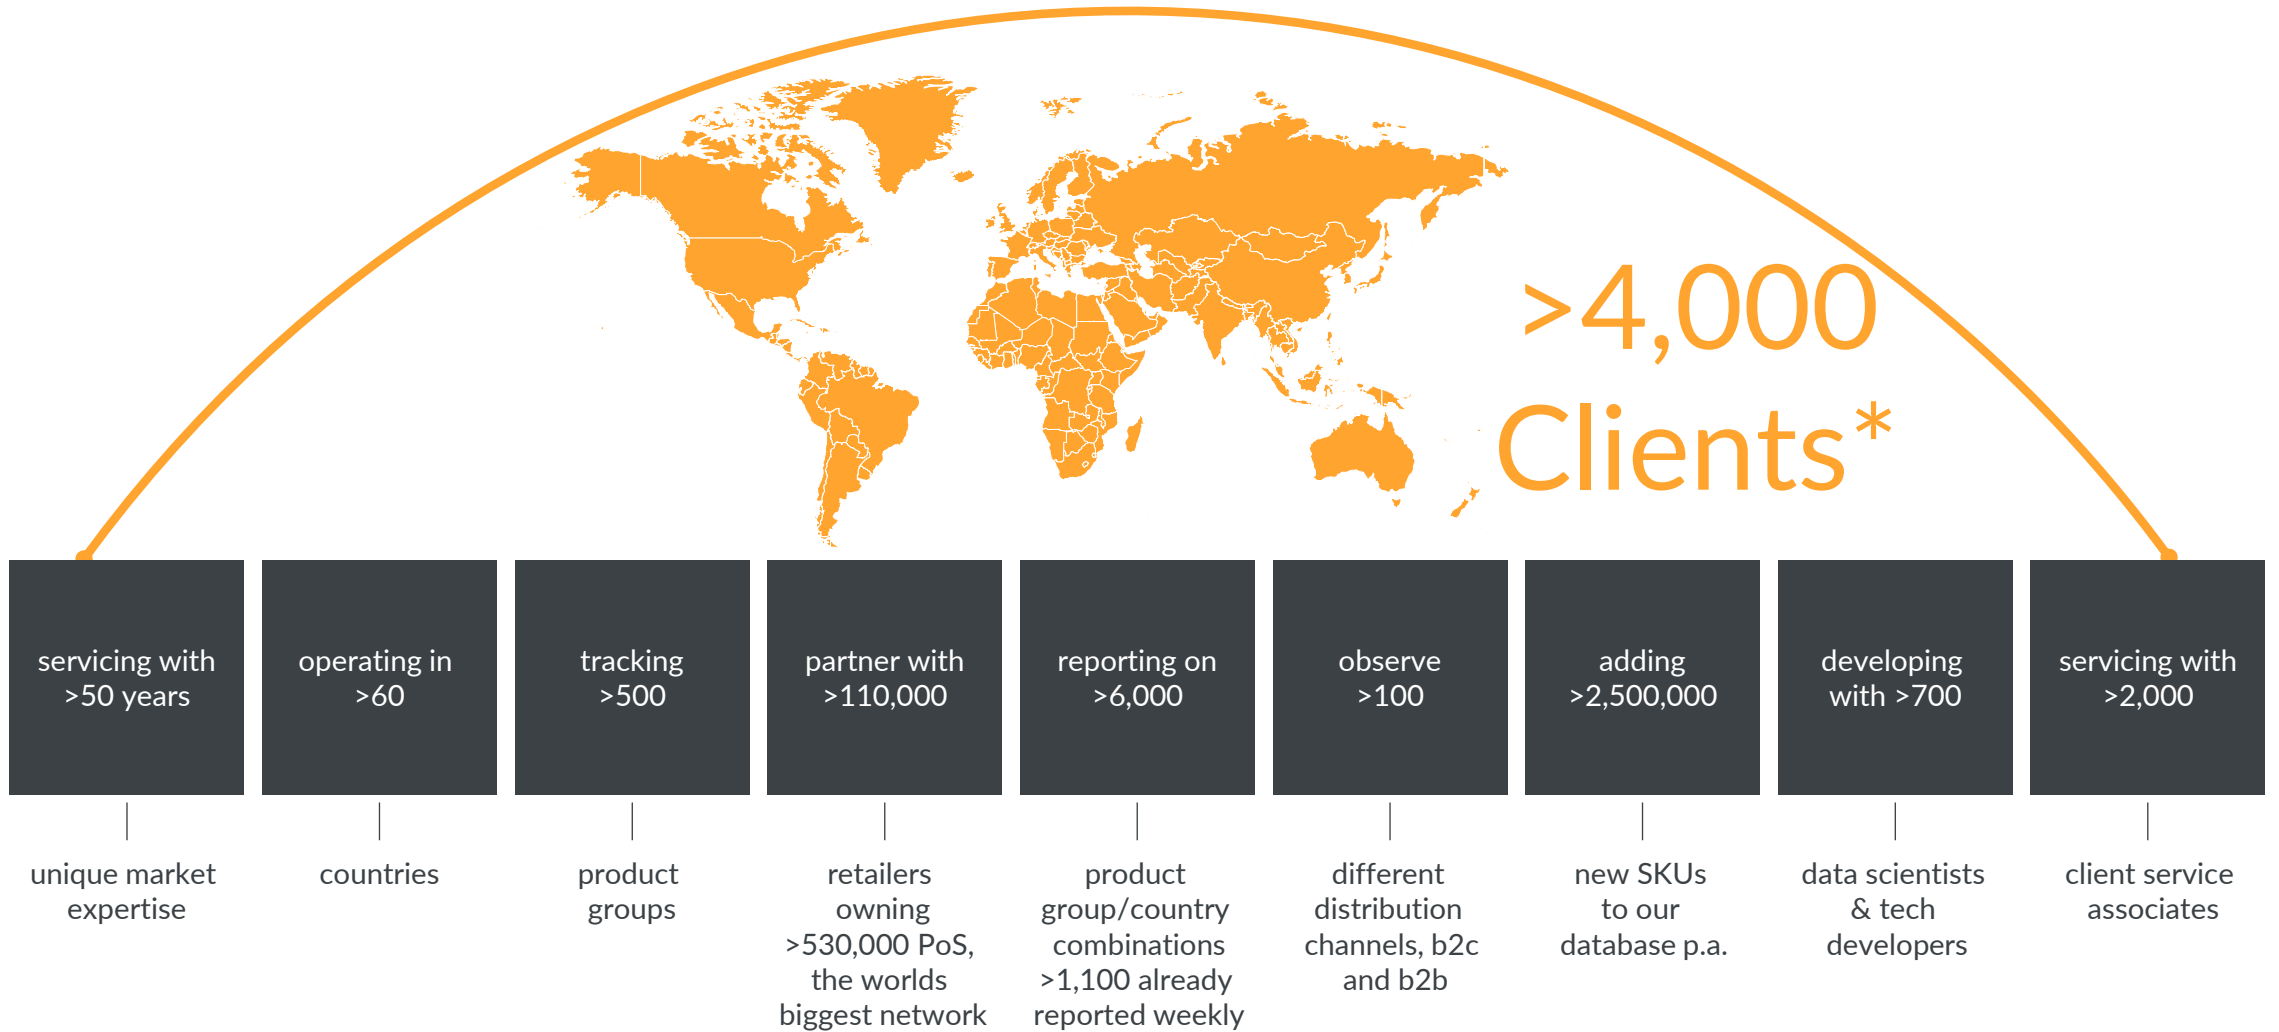 >4,000
Clients*
servicing with
>50 years
unique market
expertise
operating in
>60
countries
tracking
>500
product
groups
partner with
>110,000
retailers
owning
>530,000 PoS,
the worlds
biggest network
reporting on
>6,000
product
group/country
combinations
>1,100 already
reported weekly
observe
>100
different
distribution
channels, b2c
and b2b
adding
>2,500,000
new SKUs
to our
database p.a.
developing
with >700
data scientists
& tech
developers
servicing with
>2,000
client service
associates